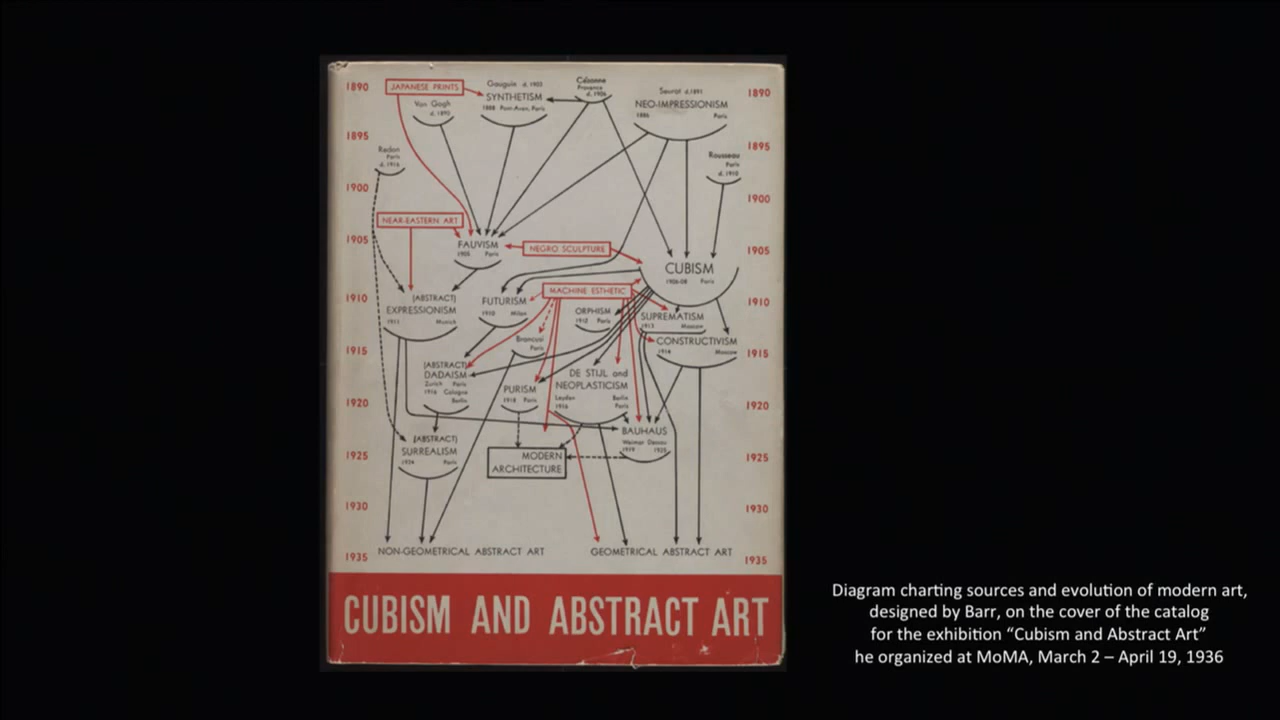 1890
JAPANESE PRINTS
Gauguin d. 1903
SYNTHETISM
1888 Pont-Aven, Paris
Cézanne
Provence
d. 1906
Seurat d.1891
NEO-IMPRESSIONISM
1886 Paris
1890
Van Gogh
d. 1890
1895
1895
Redon
Paris
d. 1916
Rousseau
Paris
d. 1910
1900
1900
NEAR-EASTERN ART
1905
FAUVISM
1905 Paris
NEGRO SCULPTURE
1905
CUBISM
1906-08 Paris
1910
(ABSTRACT)
EXPRESSIONISM
1911 Munich
FUTURISM
1910 Milan
MACHINE ESTHETIC
ORPHISM
1912 Paris
SUPREMATISM
1913 Moscow
1910
CONSTRUCTIVISM
1914 Moscow
1915
Brancusi
Paris
1915
(ABSTRACT)
DADAISM
Zurich Paris
1916 Cologne
Berlin
PURISM
1918 Paris
DE STIJL and
NEOPLASTICISM
Leyden Berlin
1916 Paris
1920
1920
BAUHAUS
Weimar Dessau
1919 1925
(ABSTRACT)
SURREALISM
1924 Paris
1925
MODERN
ARCHITECTURE
1925
1930
1930
1935
NON-GEOMETRICAL ABSTRACT ART
GEOMETRICAL ABSTRACT ART
1935
CUBISM AND ABSTRACT ART
Diagram charting sources and evolution of modern art,
designed by Barr, on the cover of the catalog
for the exhibition “Cubism and Abstract Art”
he organized at MoMA, March 2 – April 19, 1936